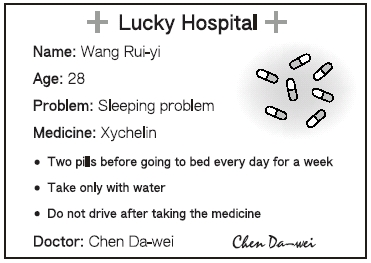 Lucky Hospital
Name: Wang Rui-yi
Age: 28
Problem: Sleeping problem
Medicine: Xychelin
• Two pills before going to bed every day for a week
• Take only with water
• Do not drive after taking the medicine
Doctor: Chen Da-wei Chen Da-wei